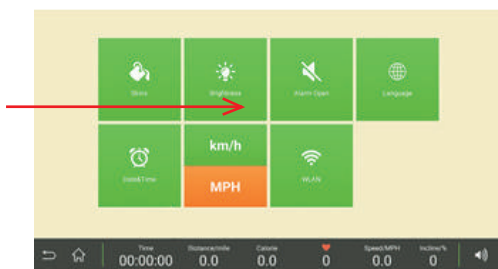 Brightness
Alarm Open
Language
Date&Time
km/h
MPH
WLAN
Time
Distance/mile
Calorie
Speed/MPH
Incline/%
00:00:00
0.0
0.0
0
0.0
0.0